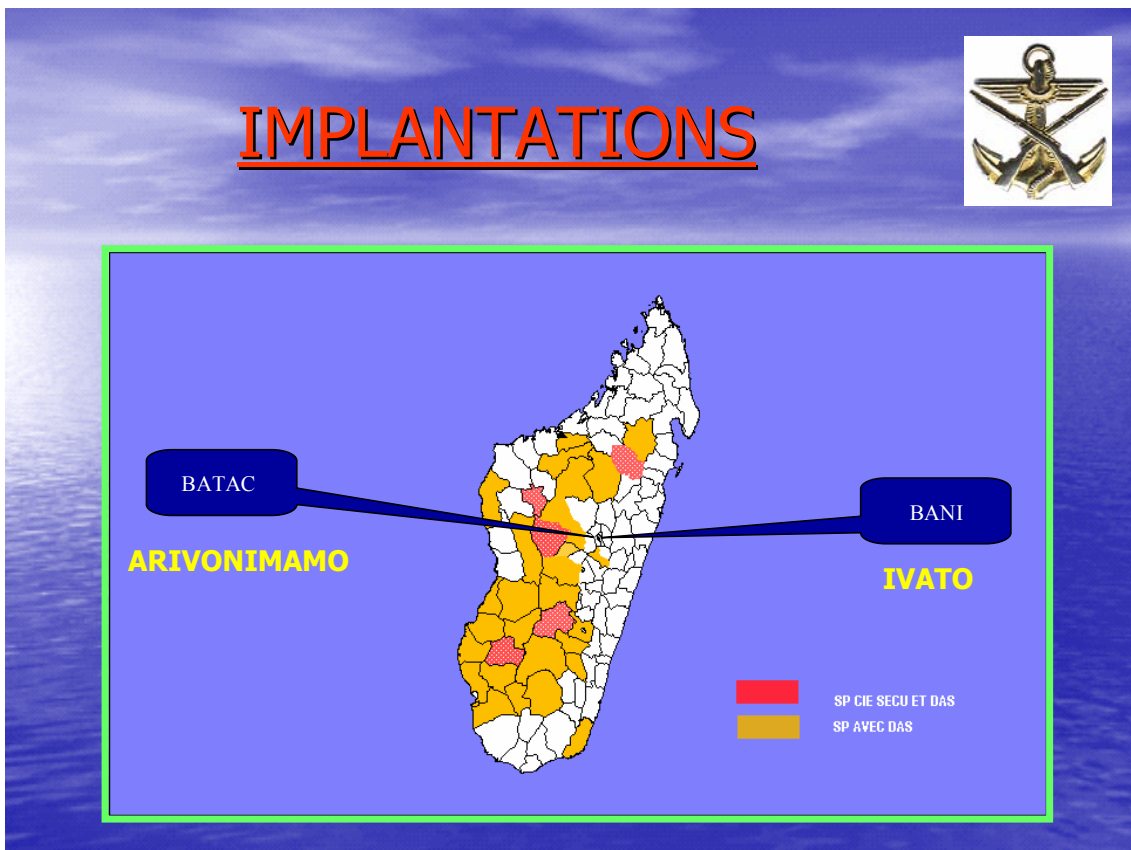 IMPLANTATIONS
BATAC
ARIVONIMAMO
BANI
IVATO
SP CIE SECU ET DAS
SP AVEC DAS